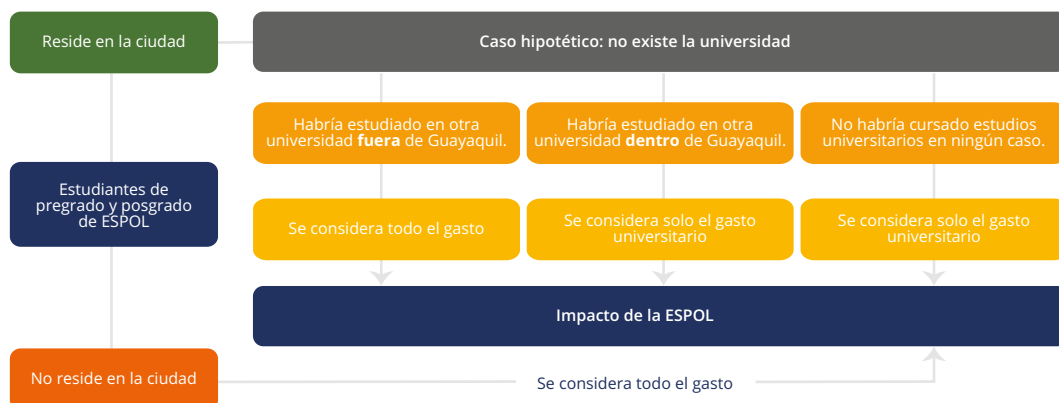 Reside en la ciudad
Caso hipotético: no existe la universidad
Habría estudiado en otra
universidad fuera de Guayaquil.
Habría estudiado en otra
universidad dentro de Guayaquil.
No habría cursado estudios
universitarios en ningún caso.
Estudiantes de
pregrado y posgrado
de ESPOL
Se considera todo el gasto
Se considera solo el gasto
universitario
Se considera solo el gasto
universitario
Impacto de la ESPOL
No reside en la ciudad
Se considera todo el gasto